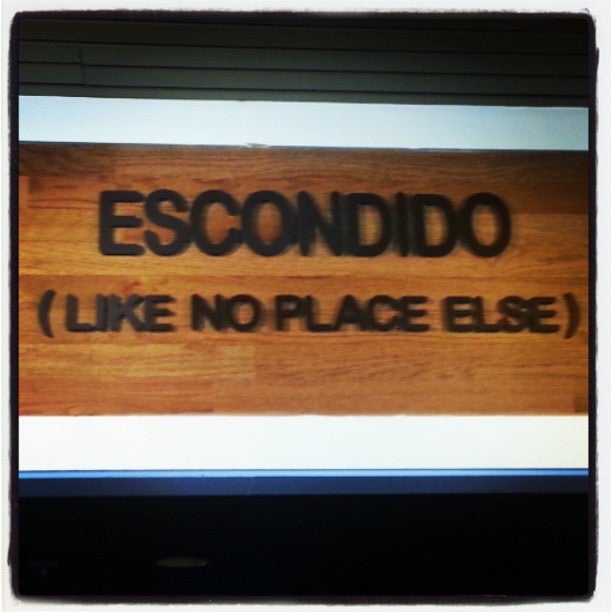 ESCONDIDO
(LIKE NO PLACE ELSE)